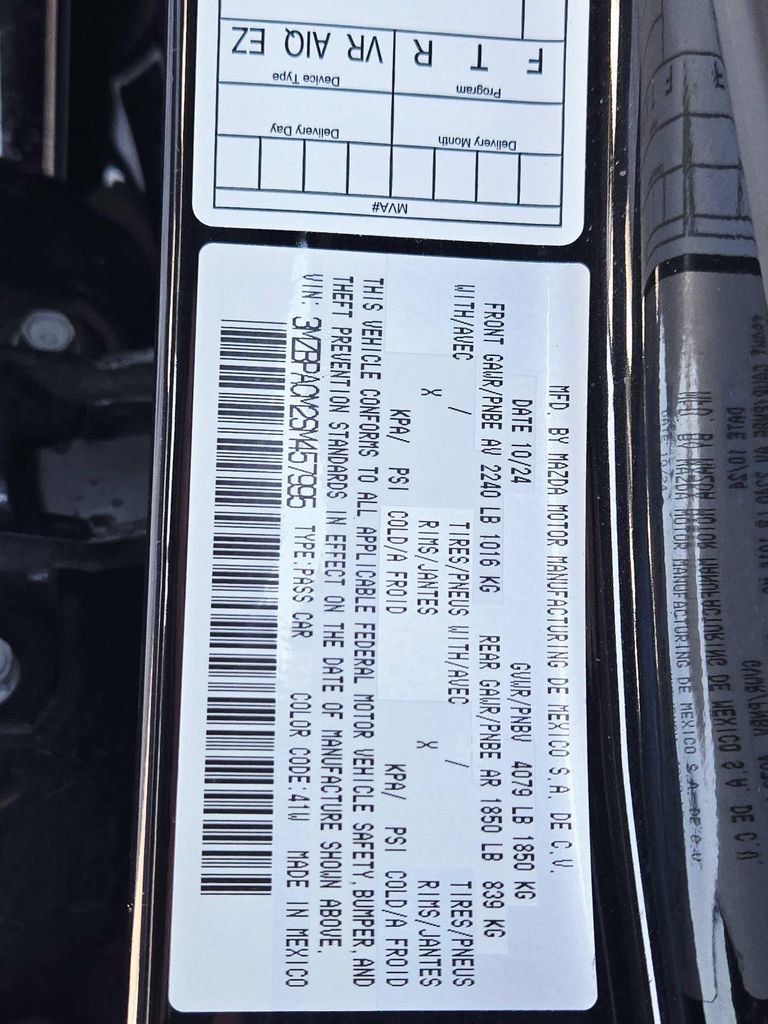 MVA#
Delivery Month Delivery Day
Program Device Type
F T R VR AIQ EZ
MFD. BY MAZDA MOTOR MANUFACTURING DE MEXICO S.A. DE C.V.
DATE 10/24 GVWR/PNBV 4079 LB 1850 KG
FRONT GAWR/PNBE AV 2240 LB 1016 KG REAR GAWR/PNBE AR 1850 LB 839 KG
WITH/AVEC / TIRES/PNEUS WITH/AVEC / TIRES/PNEUS
X RIMS/JANTES X RIMS/JANTES
KPA/ PSI COLD/A FROID KPA/ PSI COLD/A FROID
THIS VEHICLE CONFORMS TO ALL APPLICABLE FEDERAL MOTOR VEHICLE SAFETY, BUMPER, AND
THEFT PREVENTION STANDARDS IN EFFECT ON THE DATE OF MANUFACTURE SHOWN ABOVE.
VIN: 3MZBPACM2SM457995 TYPE:PASS CAR COLOR CODE:41W MADE IN MEXICO